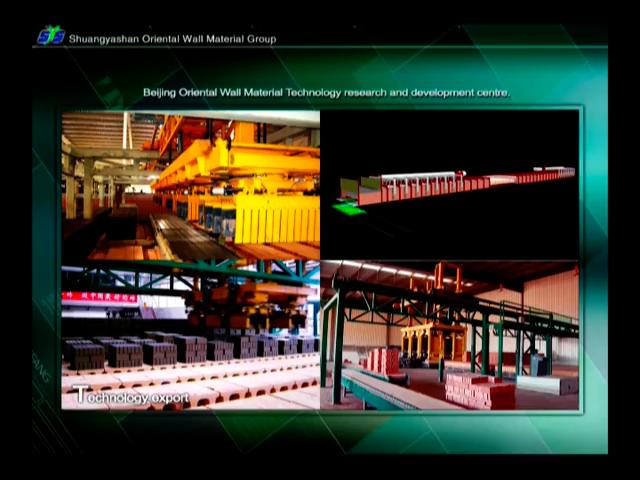 Shuangyashan Oriental Wall Material Group
Beijing Oriental Wall Material Technology research and development centre.
Technology export